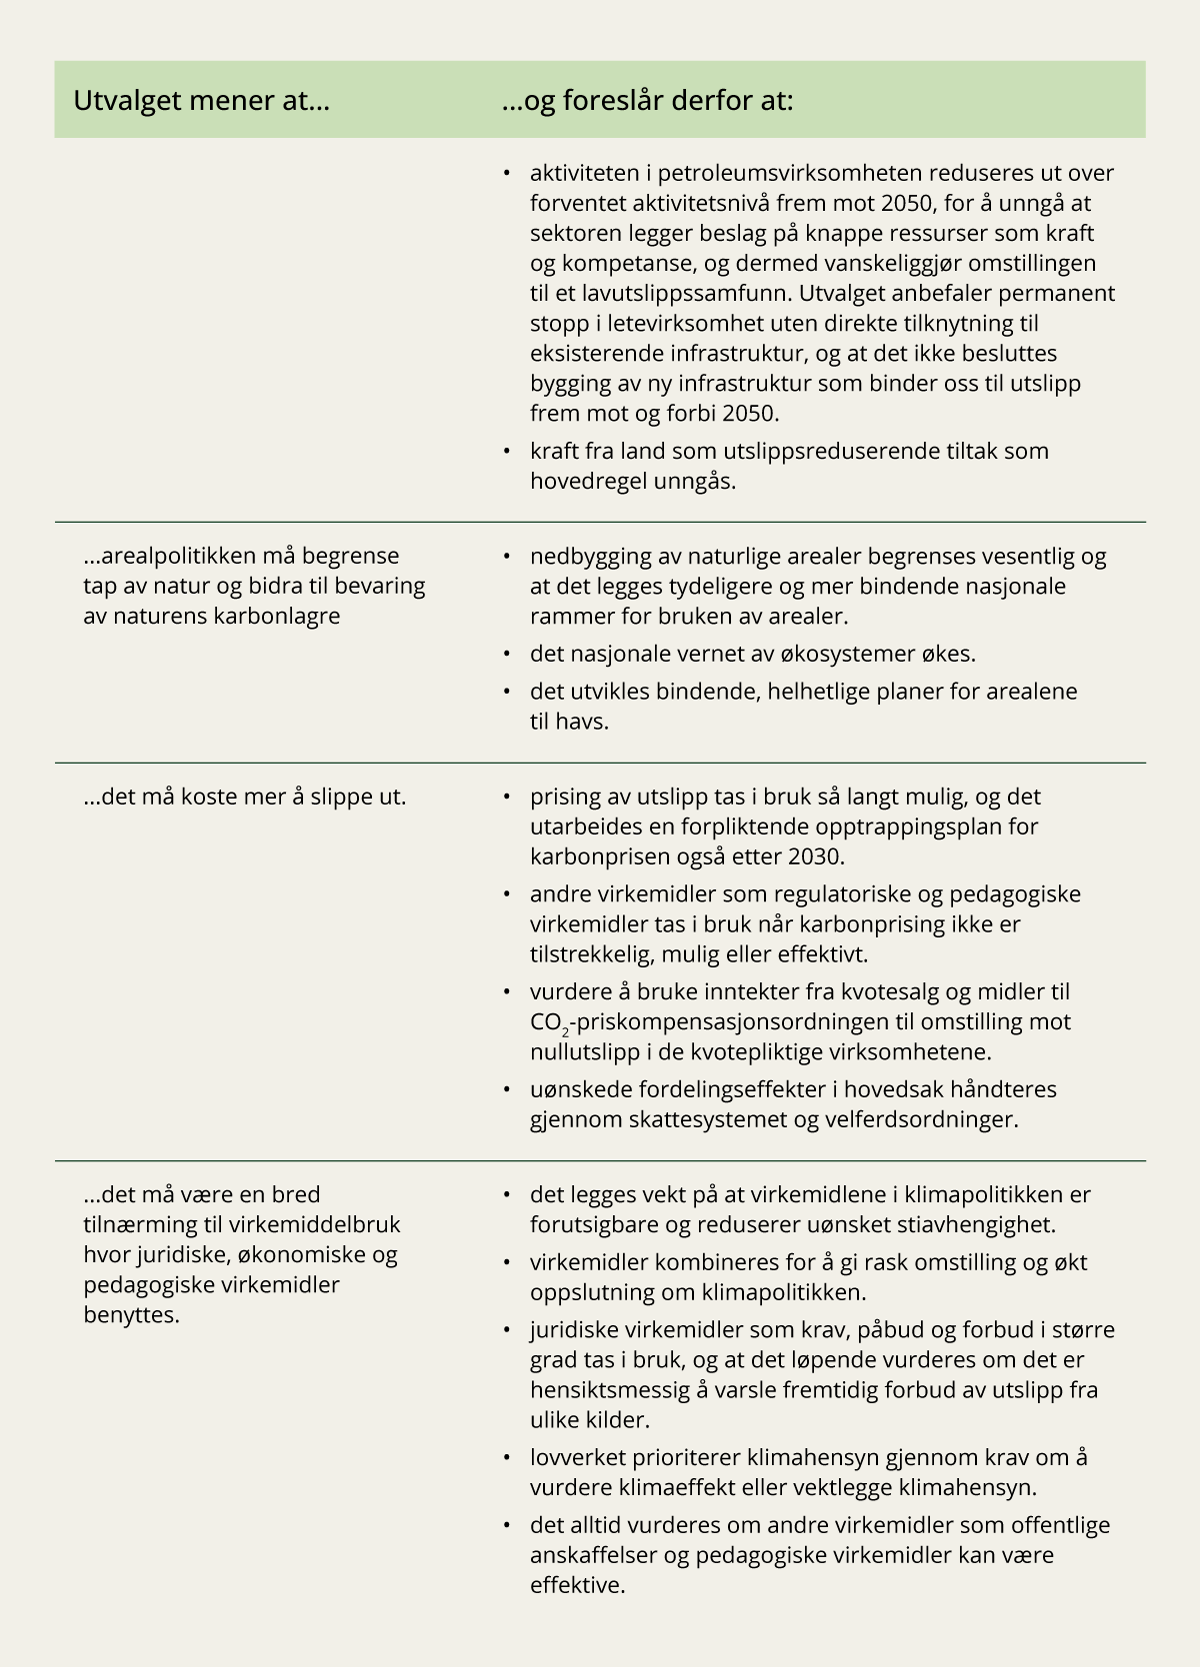 Utvalget mener at...
...og foreslår derfor at:
• aktiviteten i petroleumsvirksomheten reduseres ut over
forventet aktivitetsnivå frem mot 2050, for å unngå at
sektoren legger beslag på knappe ressurser som kraft
og kompetanse, og dermed vanskeliggjør omstillingen
til et lavutslippssamfunn. Utvalget anbefaler permanent
stopp i letevirksomhet uten direkte tilknytning til
eksisterende infrastruktur, og at det ikke besluttes
bygging av ny infrastruktur som binder oss til utslipp
frem mot og forbi 2050.
• kraft fra land som utslippsreduserende tiltak som
hovedregel unngås.
...arealpolitikken må begrense
tap av natur og bidra til bevaring
av naturens karbonlagre
• nedbygging av naturlige arealer begrenses vesentlig og
at det legges tydeligere og mer bindende nasjonale
rammer for bruken av arealer.
• det nasjonale vernet av økosystemer økes.
• det utvikles bindende, helhetlige planer for arealene
til havs.
...det må koste mer å slippe ut.
• prising av utslipp tas i bruk så langt mulig, og det
utarbeides en forpliktende opptrappingsplan for
karbonprisen også etter 2030.
• andre virkemidler som regulatoriske og pedagogiske
virkemidler tas i bruk når karbonprising ikke er
tilstrekkelig, mulig eller effektivt.
• vurdere å bruke inntekter fra kvotesalg og midler til
CO₂-priskompensasjonsordningen til omstilling mot
nullutslipp i de kvotepliktige virksomhetene.
• uønskede fordelingseffekter i hovedsak håndteres
gjennom skattesystemet og velferdsordninger.
...det må være en bred
tilnærming til virkemiddelbruk
hvor juridiske, økonomiske og
pedagogiske virkemidler
benyttes.
• det legges vekt på at virkemidlene i klimapolitikken er
forutsigbare og reduserer uønsket stiavhengighet.
• virkemidler kombineres for å gi rask omstilling og økt
oppslutning om klimapolitikken.
• juridiske virkemidler som krav, påbud og forbud i større
grad tas i bruk, og at det løpende vurderes om det er
hensiktsmessig å varsle fremtidig forbud av utslipp fra
ulike kilder.
• lovverket prioriterer klimahensyn gjennom krav om å
vurdere klimaeffekt eller vektlegge klimahensyn.
• det alltid vurderes om andre virkemidler som offentlige
anskaffelser og pedagogiske virkemidler kan være
effektive.